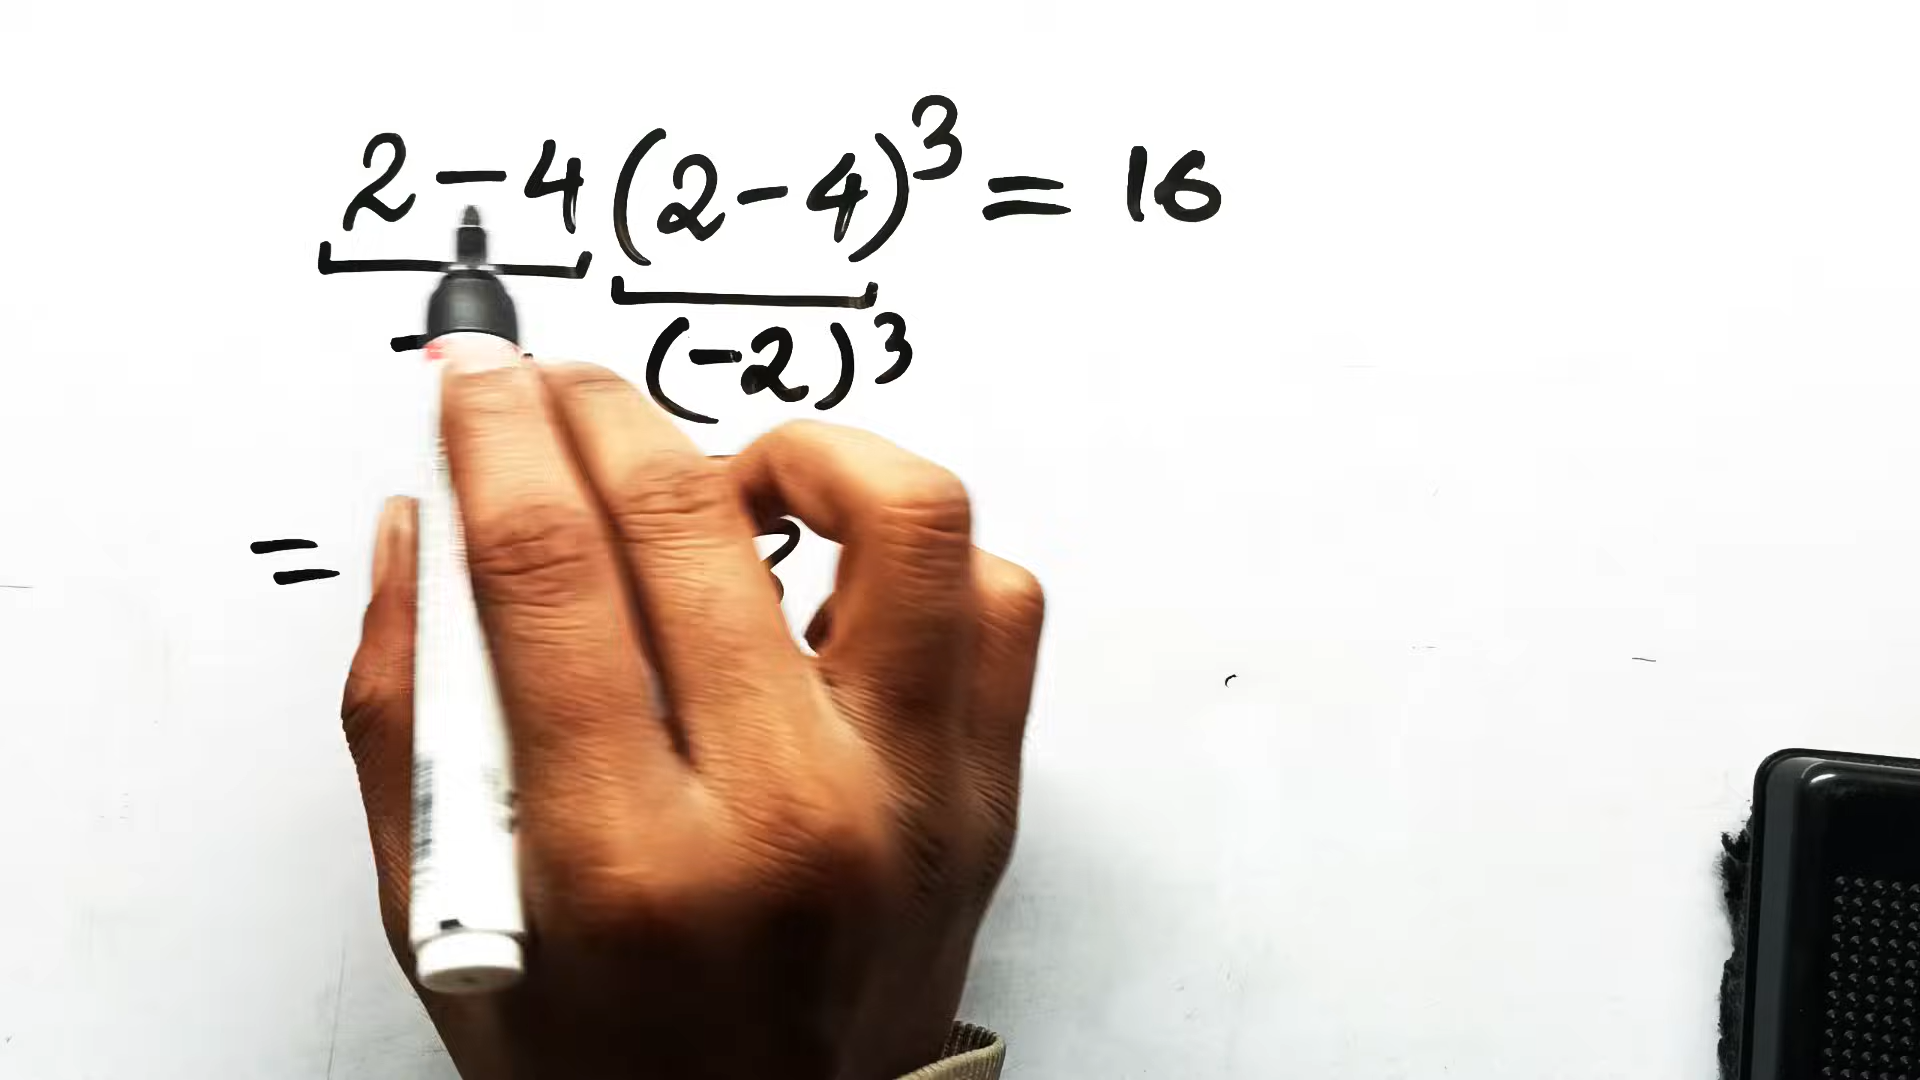 2-4(2-4)³ = 16
- (-2)³
=